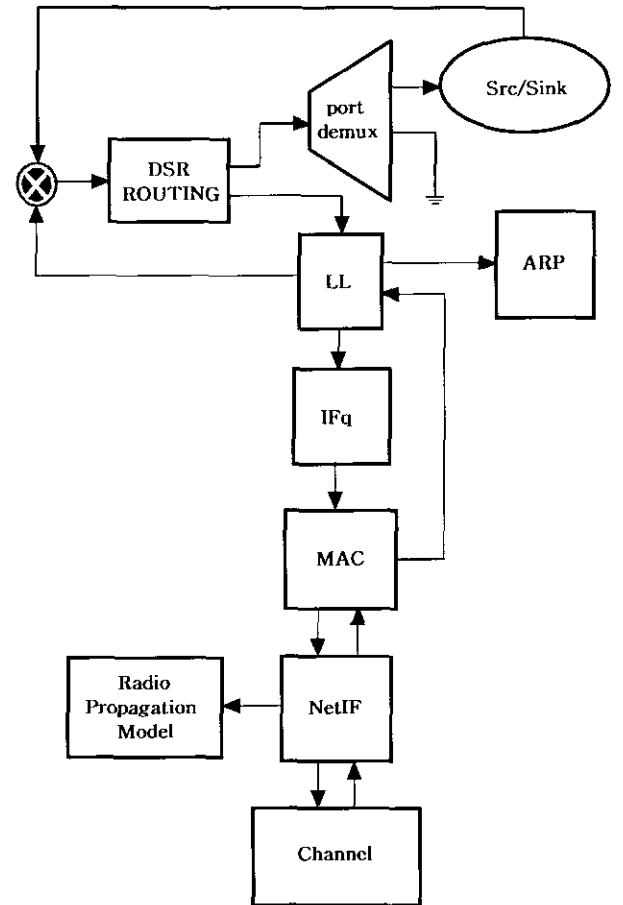 port
demux
Src/Sink
DSR
ROUTING
LL
ARP
IFq
MAC
Radio
Propagation
Model
NetIF
Channel